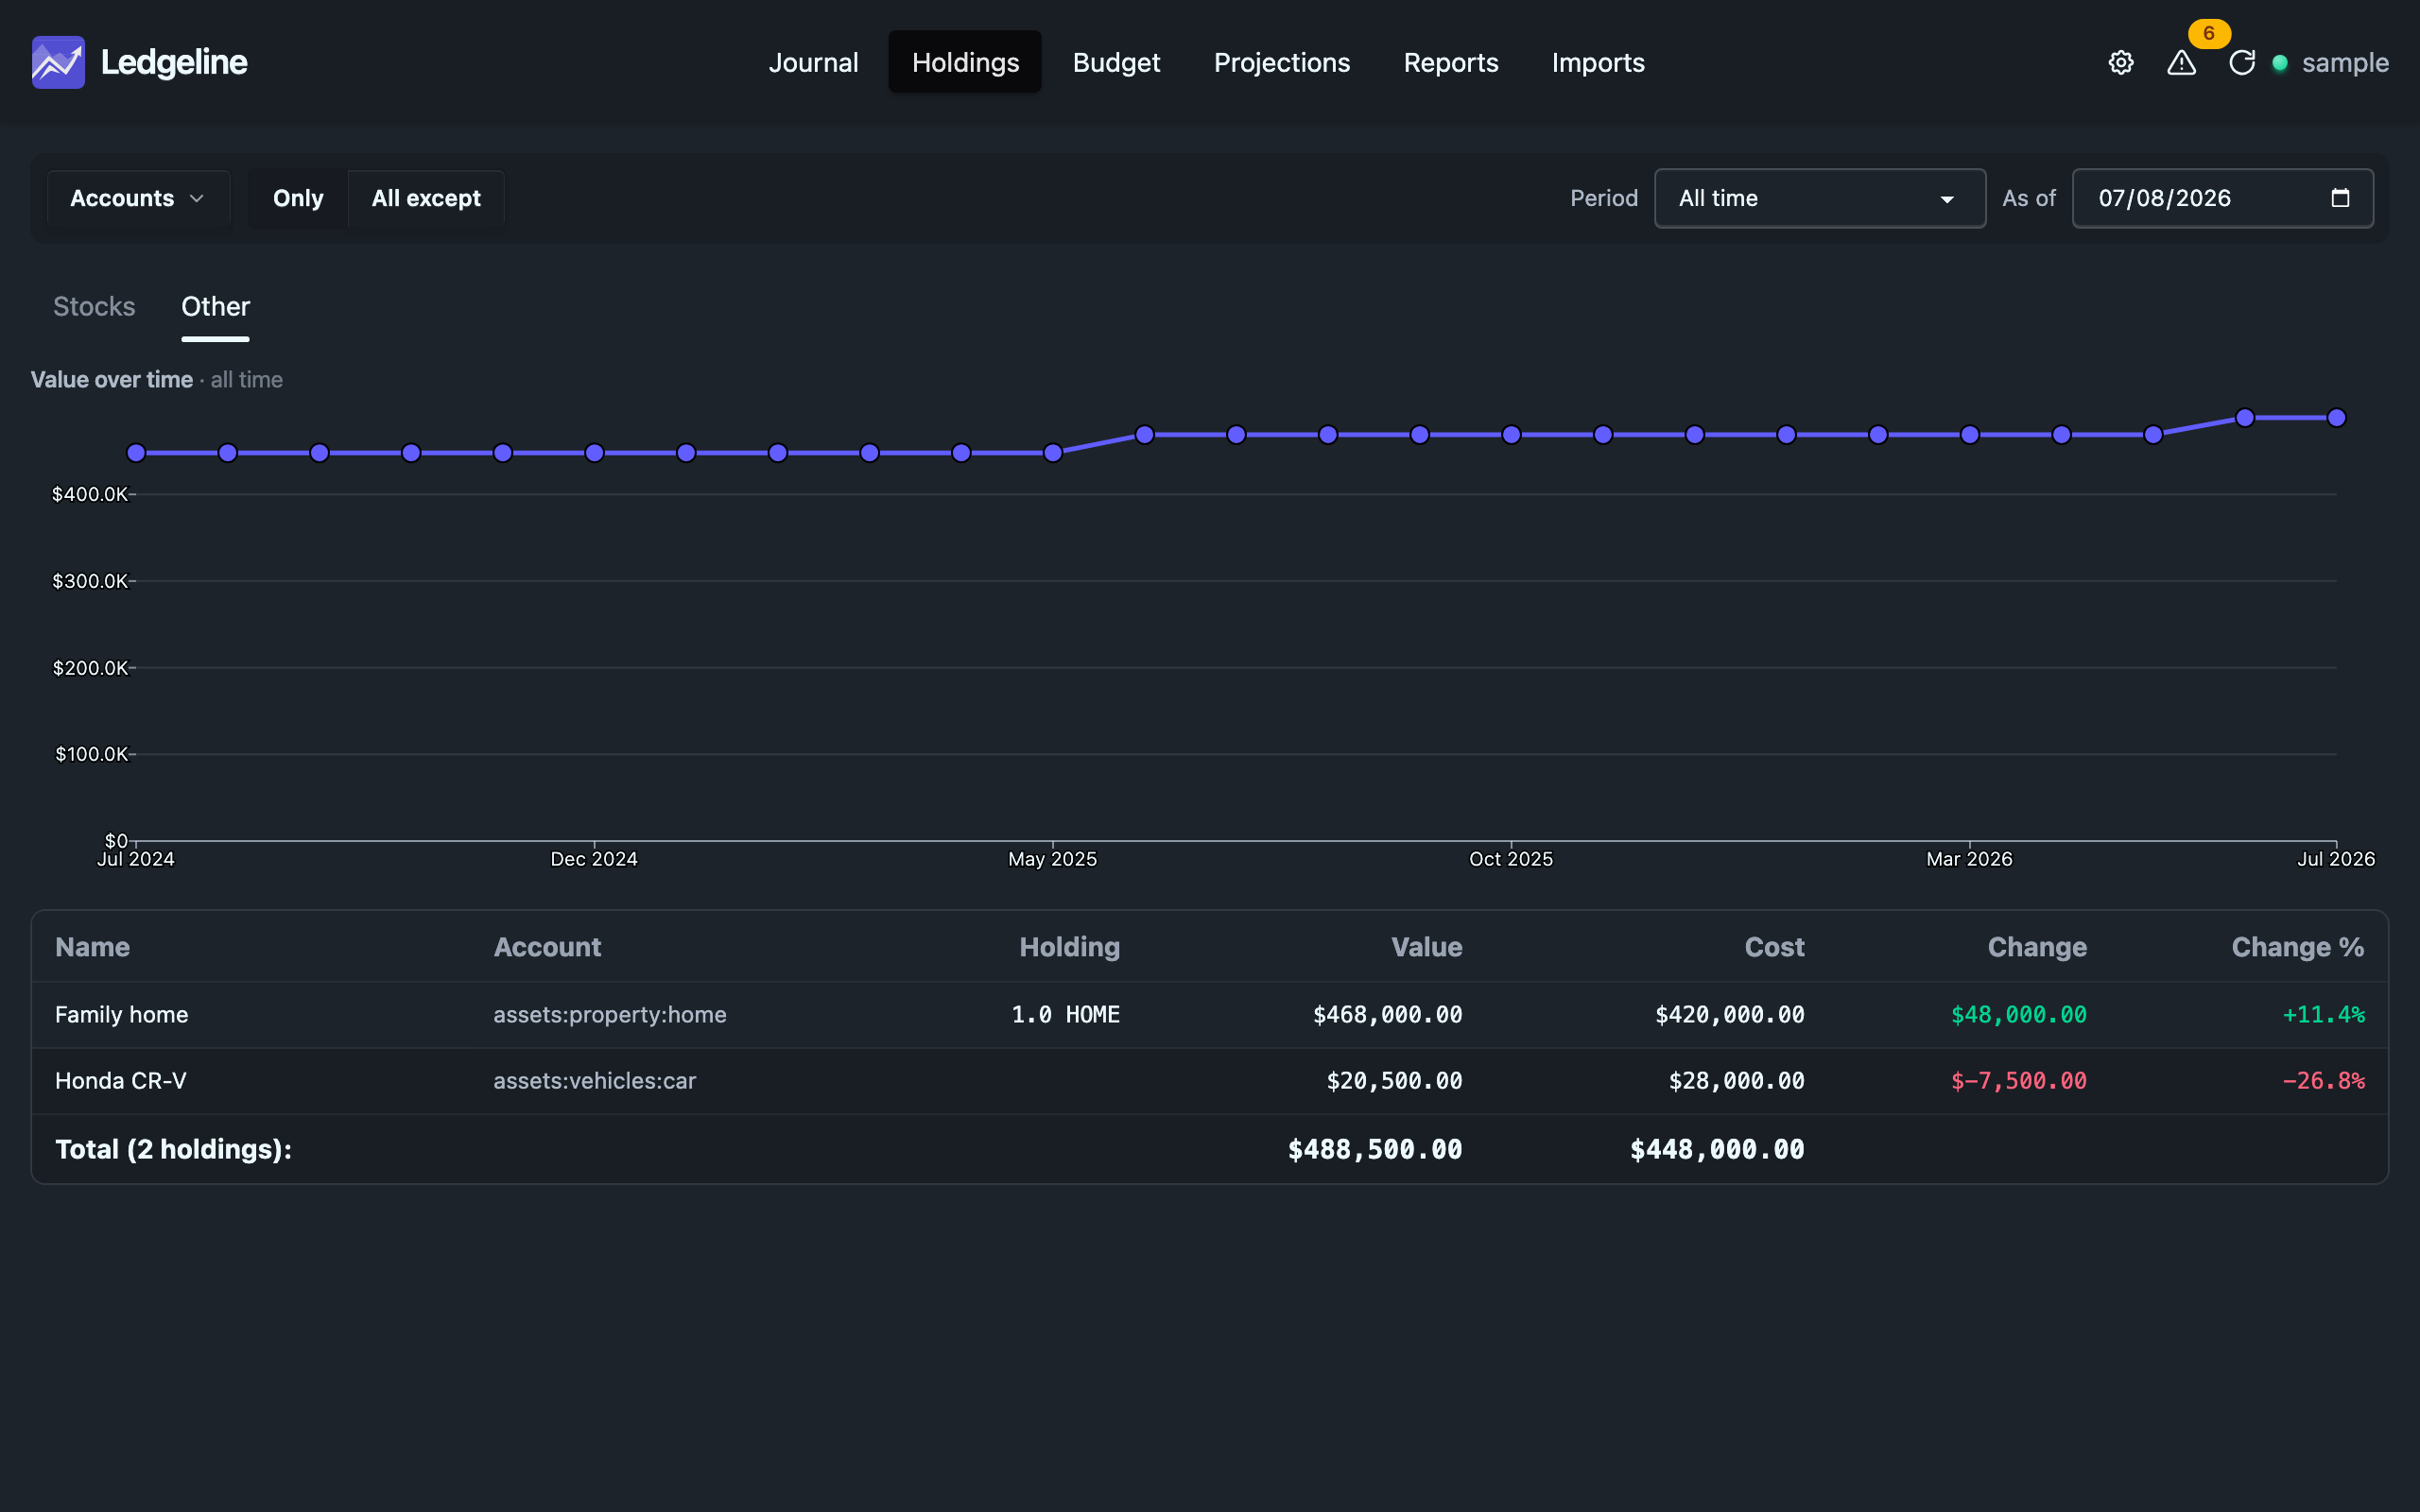 Ledgeline
Journal Holdings Budget Projections Reports Imports
6
sample
Accounts Only All except Period All time As of 07/08/2026
Stocks Other
Value over time · all time
$400.0K
$300.0K
$200.0K
$100.0K
$0
Jul 2024 Dec 2024 May 2025 Oct 2025 Mar 2026 Jul 2026
Name Account Holding Value Cost Change Change %
Family home assets:property:home 1.0 HOME $468,000.00 $420,000.00 $48,000.00 +11.4%
Honda CR-V assets:vehicles:car $20,500.00 $28,000.00 $−7,500.00 −26.8%
Total (2 holdings): $488,500.00 $448,000.00